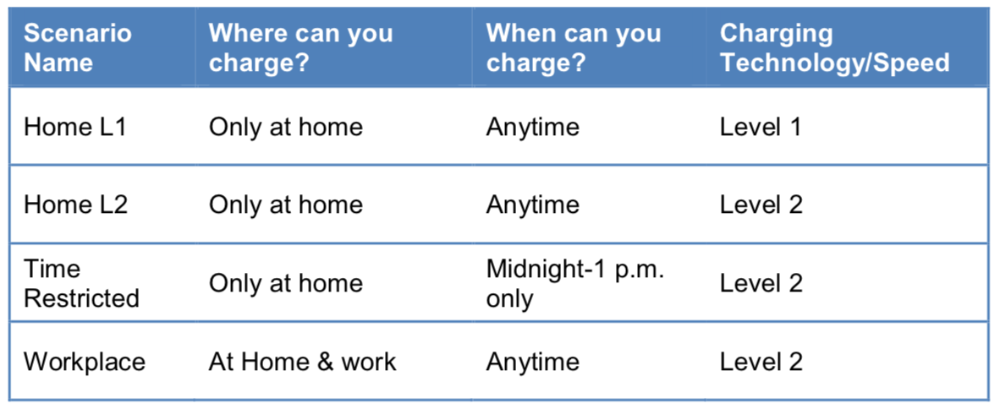 Scenario Name Where can you charge? When can you charge? Charging Technology/Speed
Home L1 Only at home Anytime Level 1
Home L2 Only at home Anytime Level 2
Time Restricted Only at home Midnight-1 p.m. only Level 2
Workplace At Home & work Anytime Level 2